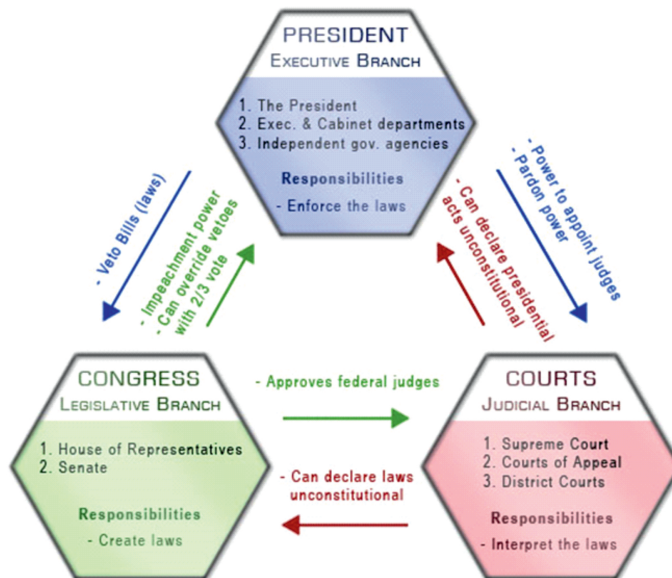 PRESIDENT
EXECUTIVE BRANCH
1. The President
2. Exec. & Cabinet departments
3. Independent gov. agencies
Responsibilities
- Enforce the laws
- Veto Bills (laws)
- Impeachment power
- Can override vetoes
with 2/3 vote
- Can declare presidential
acts unconstitutional
- Power to appoint judges
- Pardon power
CONGRESS
LEGISLATIVE BRANCH
1. House of Representatives
2. Senate
Responsibilities
- Create laws
- Approves federal judges
- Can declare laws
unconstitutional
COURTS
JUDICIAL BRANCH
1. Supreme Court
2. Courts of Appeal
3. District Courts
Responsibilities
- Interpret the laws